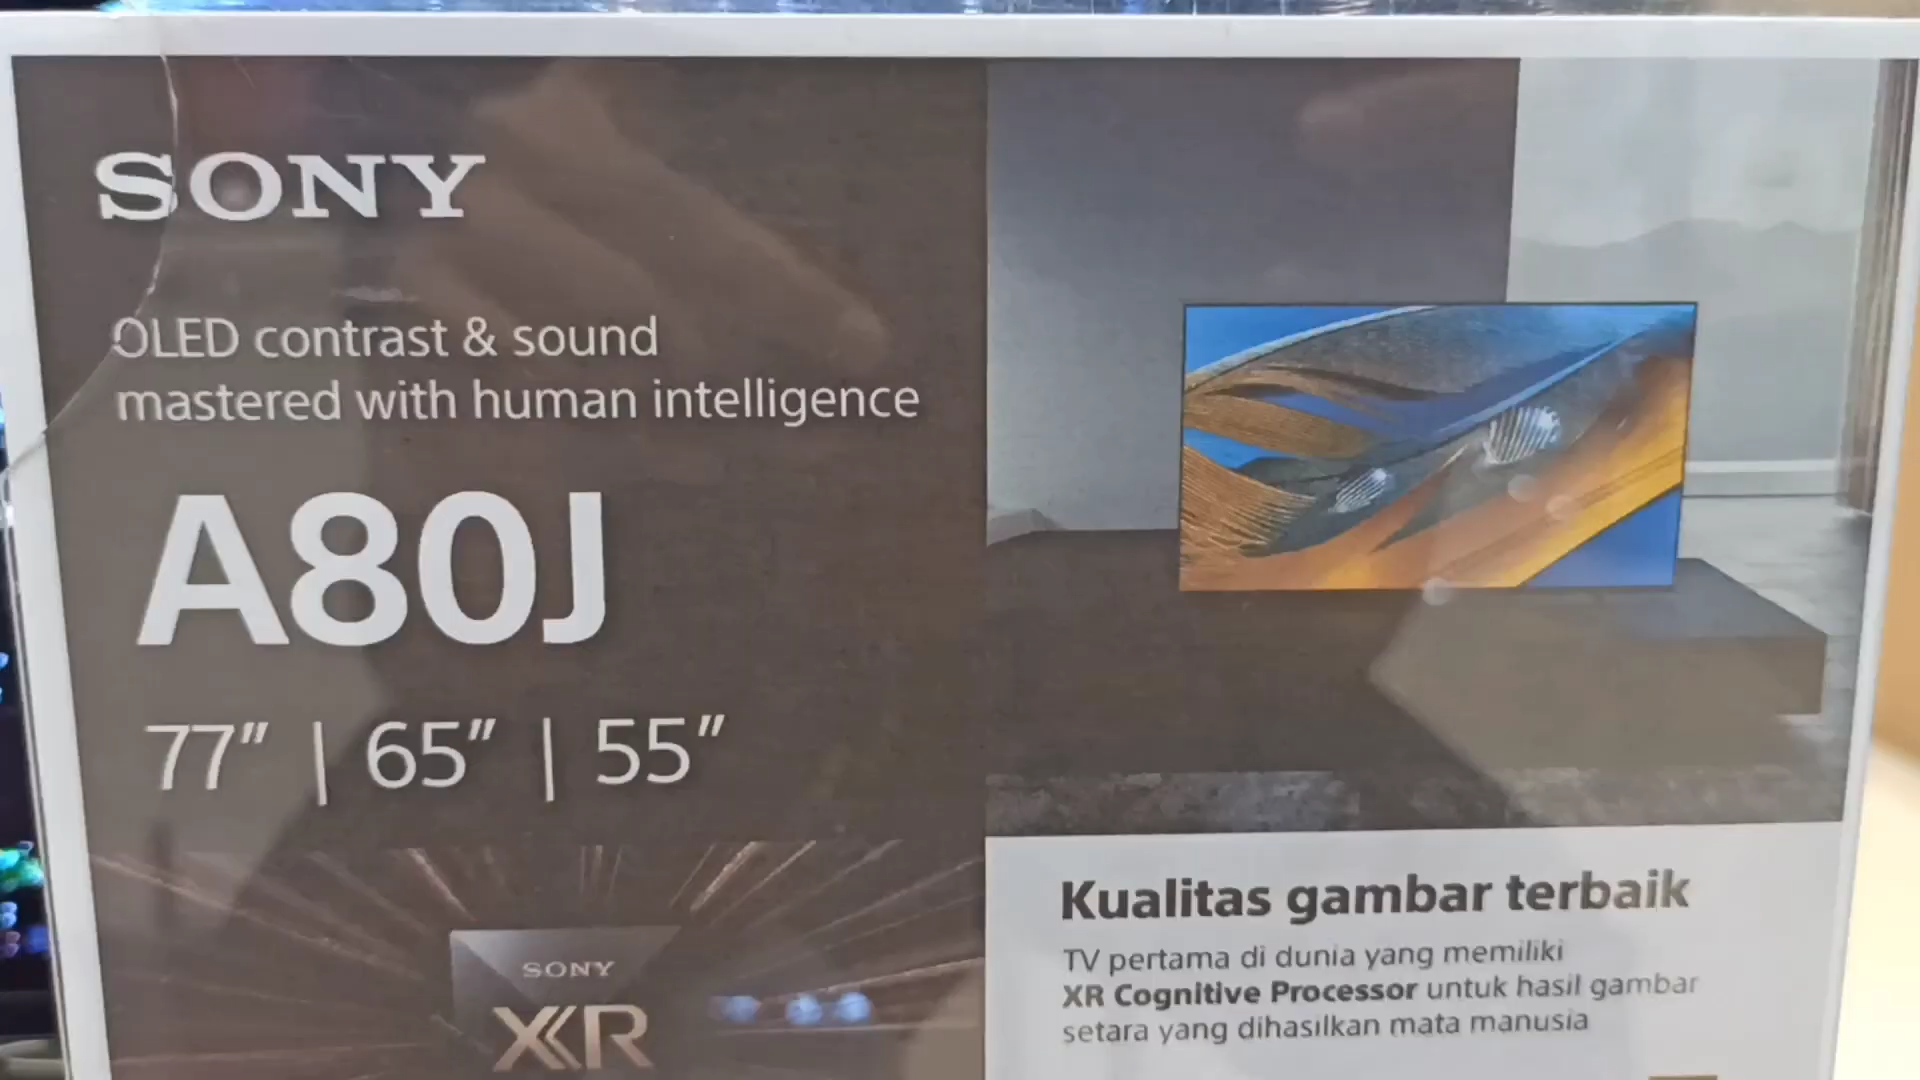 SONY
OLED contrast & sound
mastered with human intelligence
A80J
77" | 65" | 55"
SONY
XR
Kualitas gambar terbaik
TV pertama di dunia yang memiliki
XR Cognitive Processor untuk hasil gambar
setara yang dihasilkan mata manusia